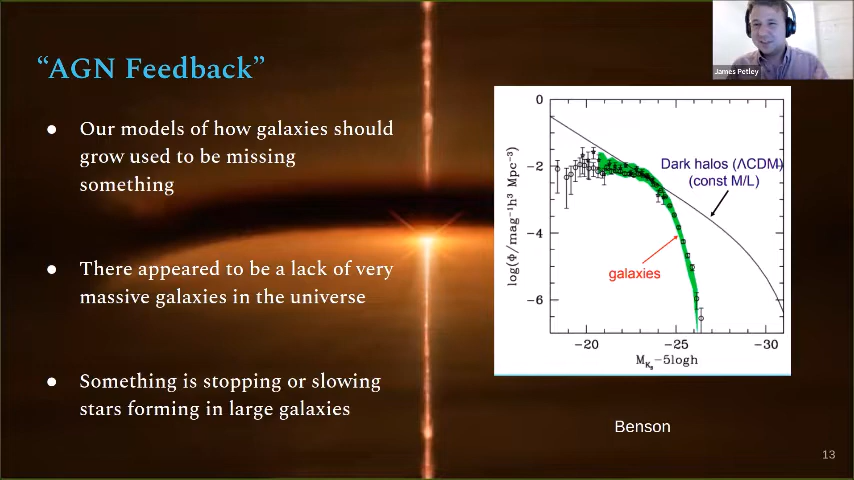 “AGN Feedback”
James Petley
● Our models of how galaxies should
grow used to be missing
something
● There appeared to be a lack of very
massive galaxies in the universe
● Something is stopping or slowing
stars forming in large galaxies
0
−2
−4
−6
log(Φ/mag⁻¹h³ Mpc⁻³)
Dark halos (ΛCDM)
(const M/L)
galaxies
−20 −25 −30
M_Ks−5logh
Benson
13